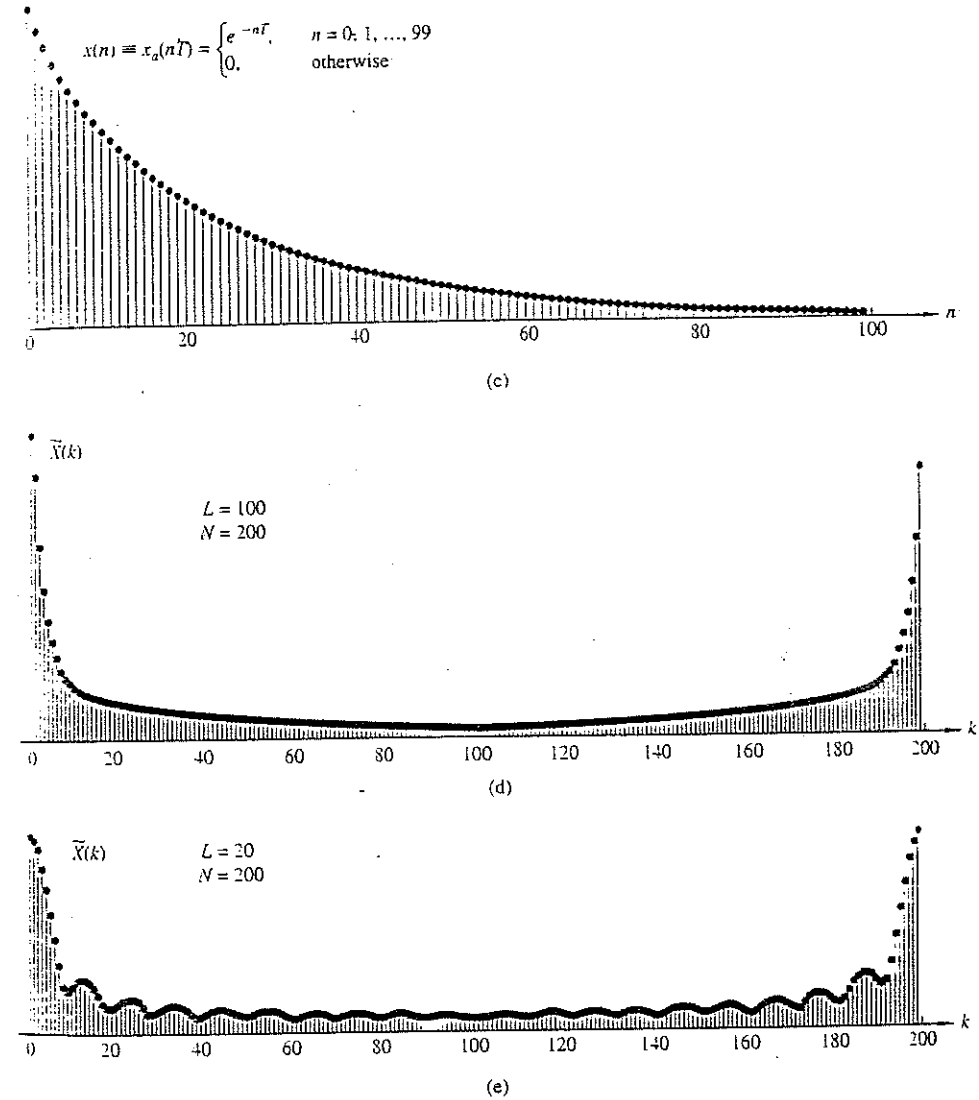 x(n) ≡ x_a(nT) = { e^{-nT}, n = 0, 1, ..., 99
0, otherwise
0 20 40 60 80 100 n
(c)
X̃(k)
L = 100
N = 200
0 20 40 60 80 100 120 140 160 180 200 k
(d)
X̃(k) L = 20
N = 200
0 20 40 60 80 100 120 140 160 180 200 k
(e)